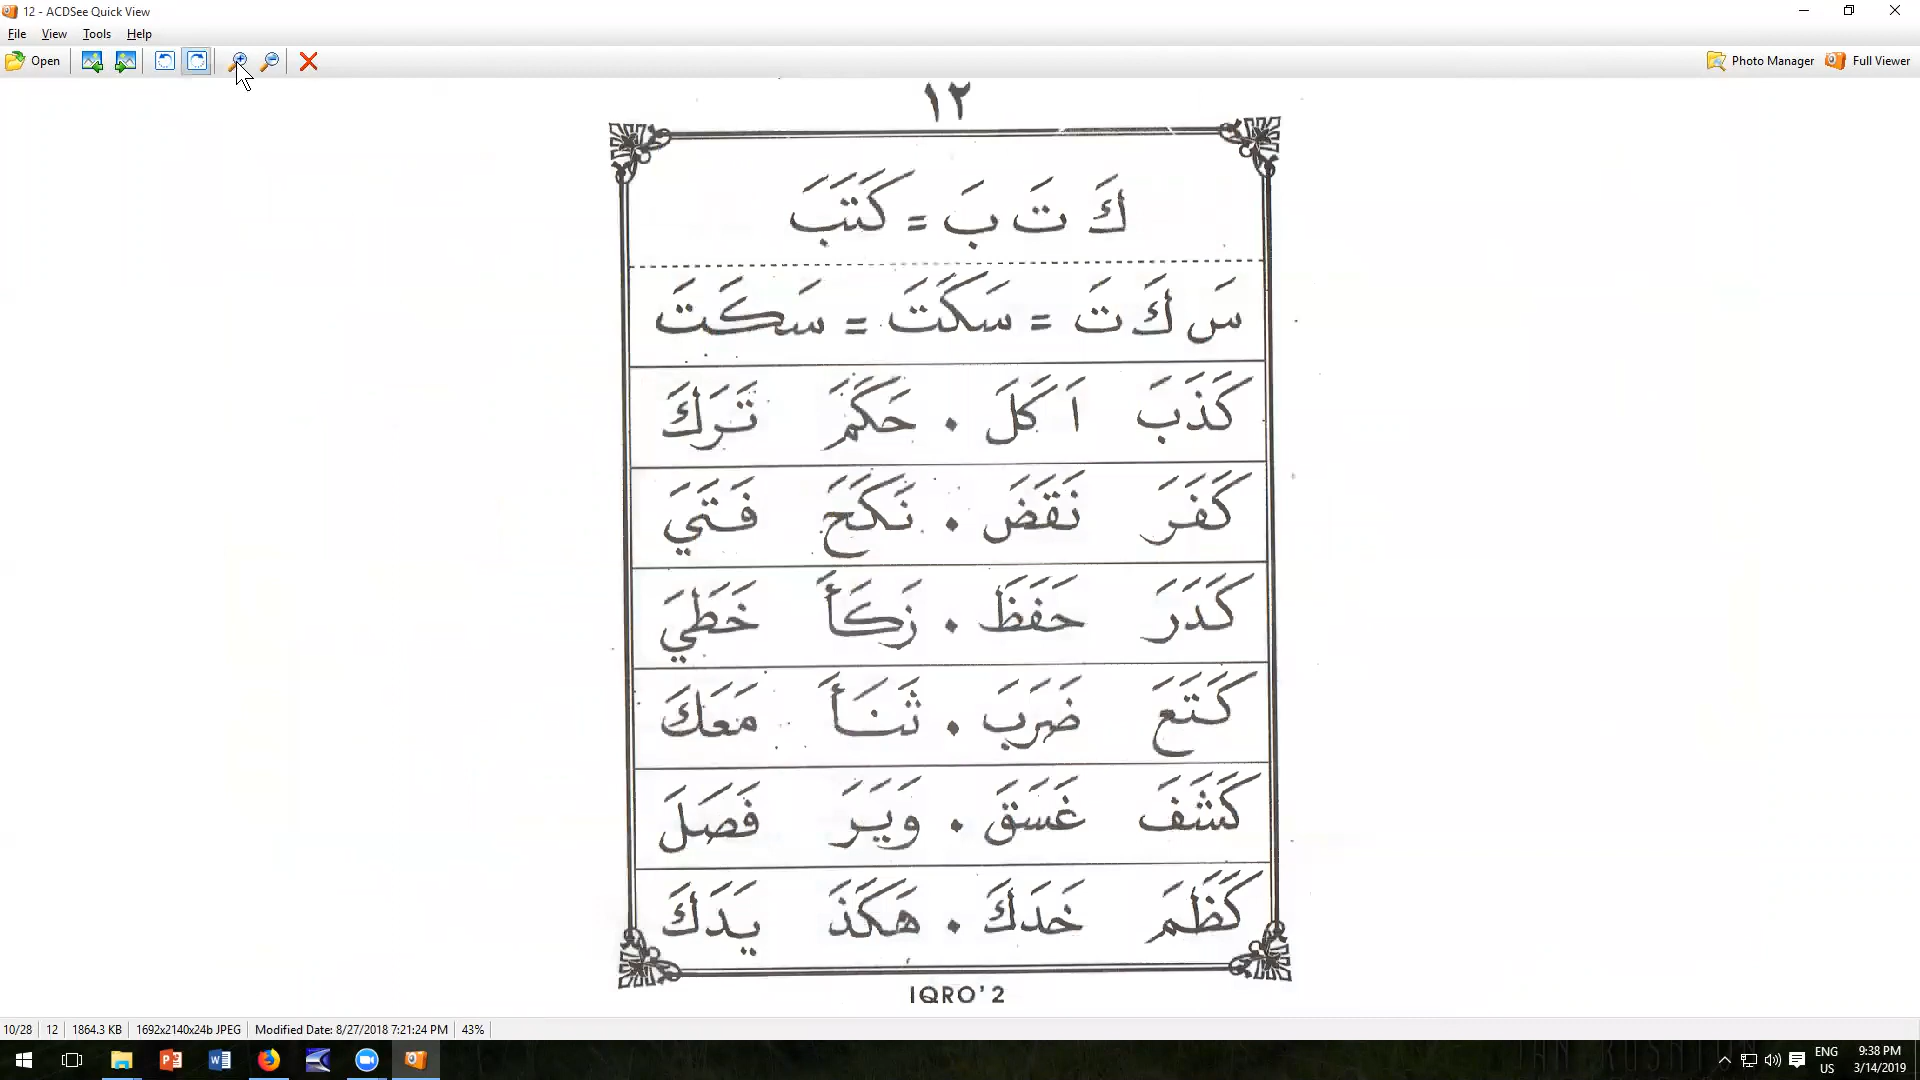 12 - ACDSee Quick View
File View Tools Help
Open Photo Manager Full Viewer
١٢
كَ تَ بَ = كَتَبَ
سَ كَ تَ = سَكَتَ = سَكَتَ
كَذَبَ اَكَلَ . حَكَمَ تَرَكَ
كَفَرَ نَقَضَ . نَكَحَ فَتَيَ
كَدَرَ حَفَظَ . زَكَأَ خَطَيَ
كَتَعَ ضَرَبَ . ثَنَأَ مَعَكَ
كَشَفَ غَسَقَ . وَيَرَ فَصَلَ
كَظَمَ خَدَكَ . هَكَذَ يَدَكَ
IQRO' 2
10/28 12 1864.3 KB 1692x2140x24b JPEG Modified Date: 8/27/2018 7:21:24 PM 43%
ENG 9:38 PM
US 3/14/2019